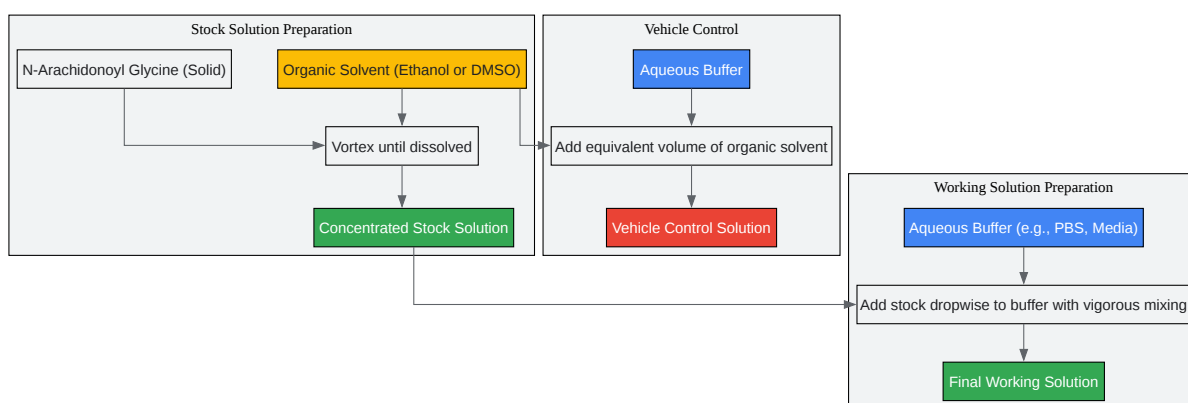 Stock Solution Preparation
N-Arachidonoyl Glycine (Solid)
Organic Solvent (Ethanol or DMSO)
Vortex until dissolved
Concentrated Stock Solution
Vehicle Control
Aqueous Buffer
Add equivalent volume of organic solvent
Vehicle Control Solution
Working Solution Preparation
Aqueous Buffer (e.g., PBS, Media)
Add stock dropwise to buffer with vigorous mixing
Final Working Solution